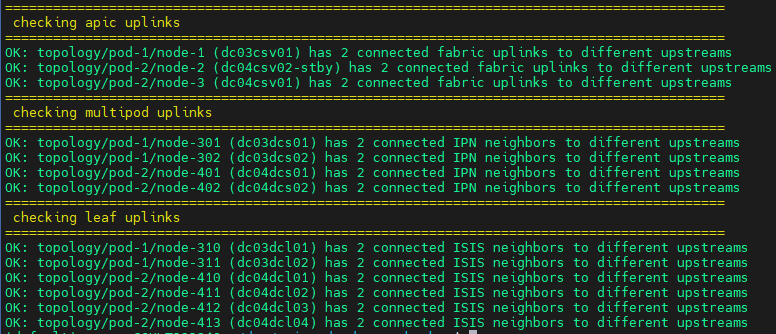 ==========================================================================================
checking apic uplinks
==========================================================================================
OK: topology/pod-1/node-1 (dc03csv01) has 2 connected fabric uplinks to different upstreams
OK: topology/pod-2/node-2 (dc04csv02-stby) has 2 connected fabric uplinks to different upstreams
OK: topology/pod-2/node-3 (dc04csv01) has 2 connected fabric uplinks to different upstreams
==========================================================================================
checking multipod uplinks
==========================================================================================
OK: topology/pod-1/node-301 (dc03dcs01) has 2 connected IPN neighbors to different upstreams
OK: topology/pod-1/node-302 (dc03dcs02) has 2 connected IPN neighbors to different upstreams
OK: topology/pod-2/node-401 (dc04dcs01) has 2 connected IPN neighbors to different upstreams
OK: topology/pod-2/node-402 (dc04dcs02) has 2 connected IPN neighbors to different upstreams
==========================================================================================
checking leaf uplinks
==========================================================================================
OK: topology/pod-1/node-310 (dc03dcl01) has 2 connected ISIS neighbors to different upstreams
OK: topology/pod-1/node-311 (dc03dcl02) has 2 connected ISIS neighbors to different upstreams
OK: topology/pod-2/node-410 (dc04dcl01) has 2 connected ISIS neighbors to different upstreams
OK: topology/pod-2/node-411 (dc04dcl02) has 2 connected ISIS neighbors to different upstreams
OK: topology/pod-2/node-412 (dc04dcl03) has 2 connected ISIS neighbors to different upstreams
OK: topology/pod-2/node-413 (dc04dcl04) has 2 connected ISIS neighbors to different upstreams